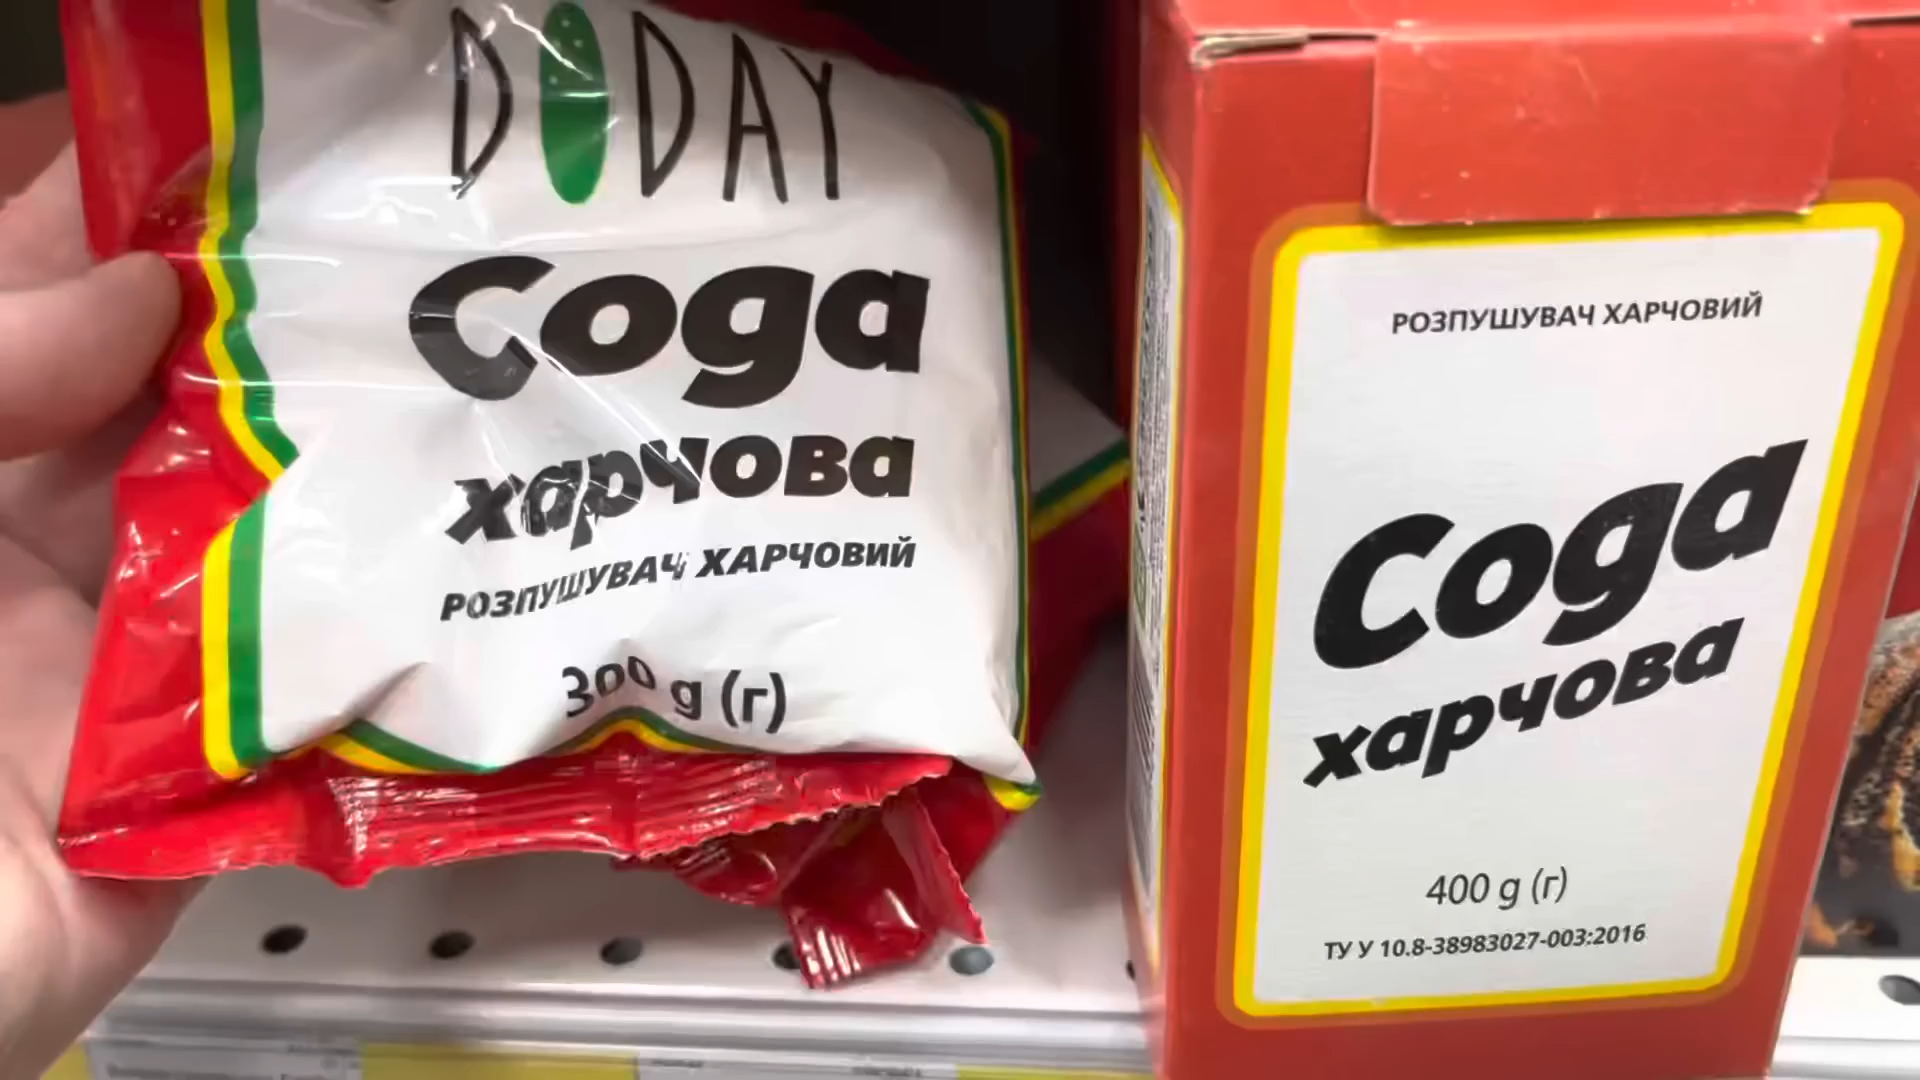 DODAY
Сода
харчова
РОЗПУШУВАЧ ХАРЧОВИЙ
300 g (г)
РОЗПУШУВАЧ ХАРЧОВИЙ
Сода
харчова
400 g (г)
ТУ У 10.8-38983027-003:2016